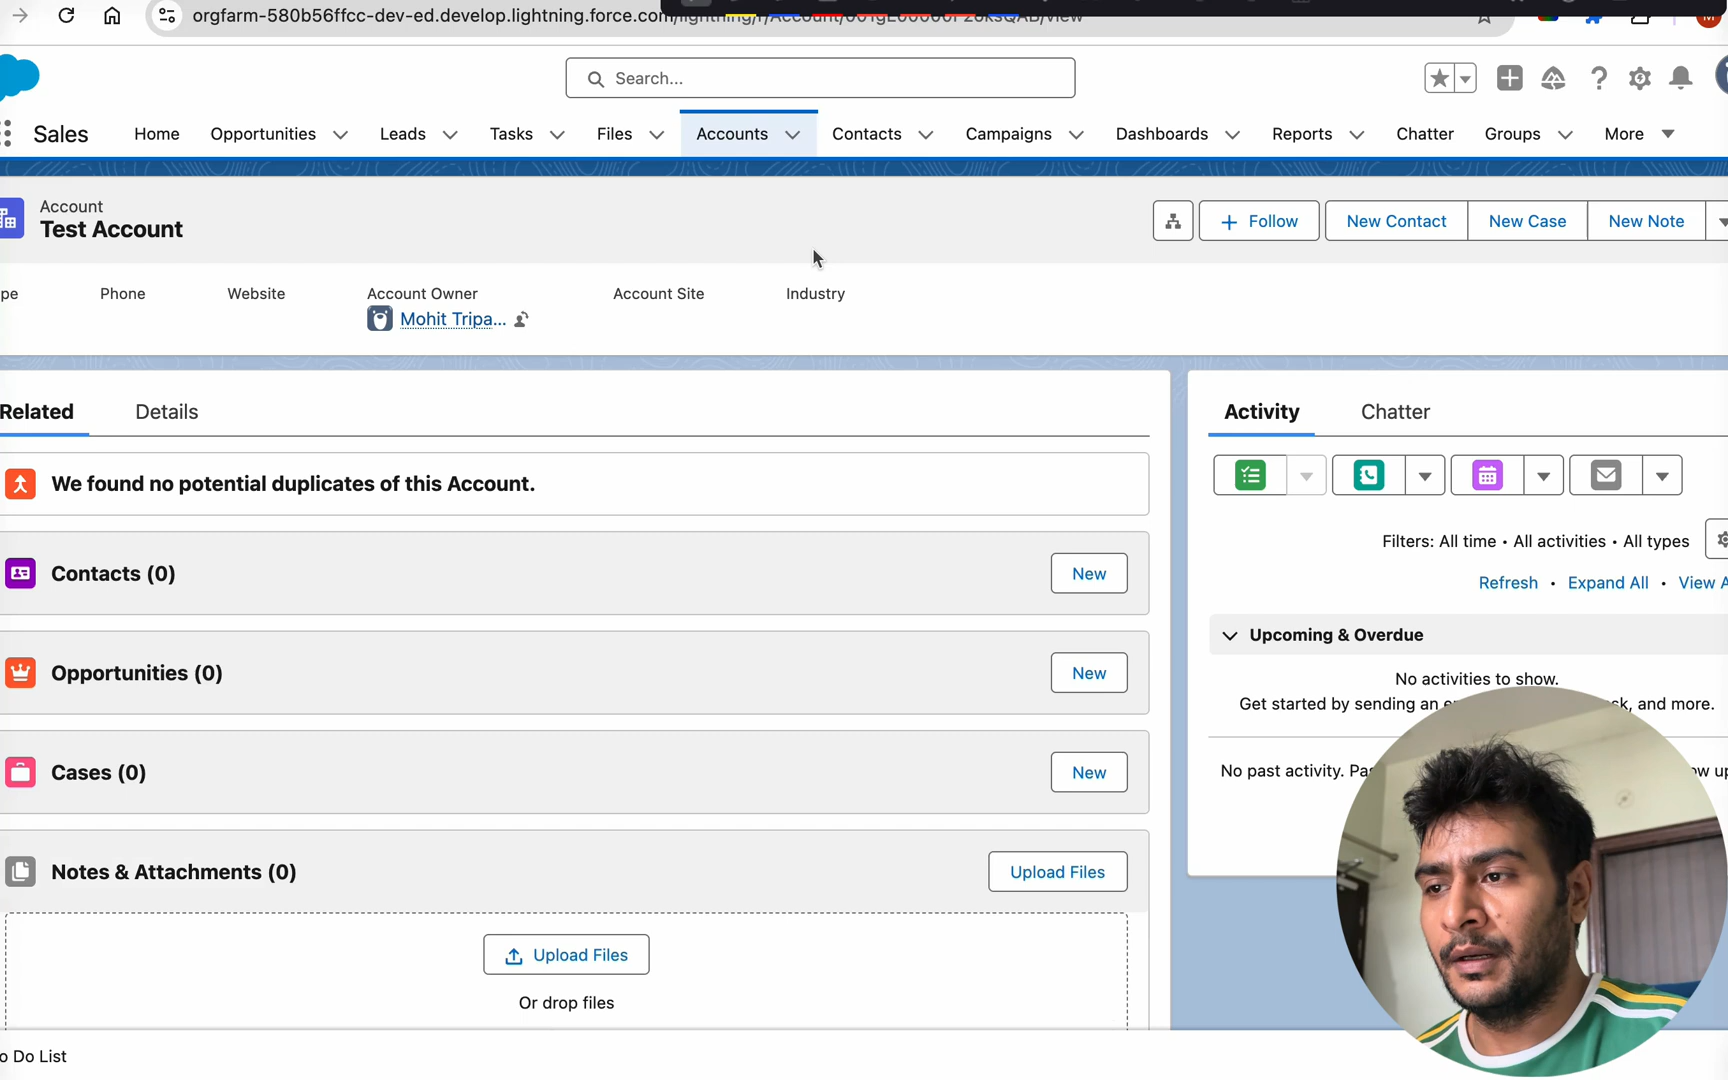 orgfarm-580b56ffcc-dev-ed.develop.lightning.force.com/lightning/r/Account/
Search...
Sales Home Opportunities Leads Tasks Files Accounts Contacts Campaigns Dashboards Reports Chatter Groups More
Account
Test Account
Follow New Contact New Case New Note
pe Phone Website Account Owner Account Site Industry
Mohit Tripa...
Related Details
Activity Chatter
We found no potential duplicates of this Account.
Contacts (0) New
Opportunities (0) New
Cases (0) New
Notes & Attachments (0) Upload Files
Upload Files
Or drop files
Filters: All time • All activities • All types
Refresh • Expand All • View A
Upcoming & Overdue
No activities to show.
Get started by sending an e sk, and more.
No past activity. Pas ow up
o Do List